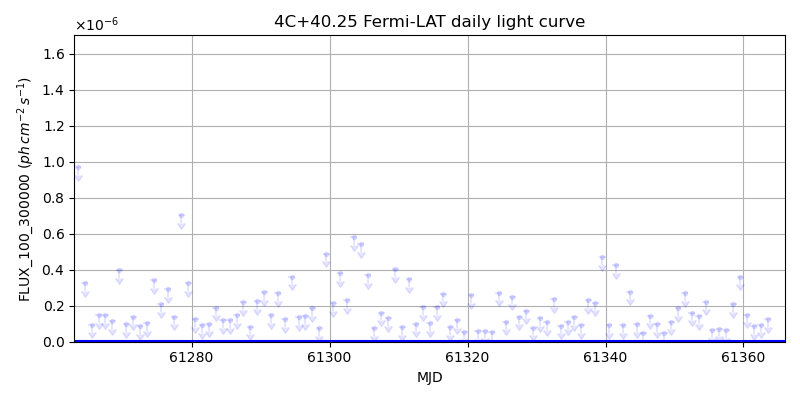 4C+40.25 Fermi-LAT daily light curve
×10⁻⁶
FLUX_100_300000 (ph cm⁻² s⁻¹)
1.6
1.4
1.2
1.0
0.8
0.6
0.4
0.2
0.0
61280 61300 61320 61340 61360
MJD